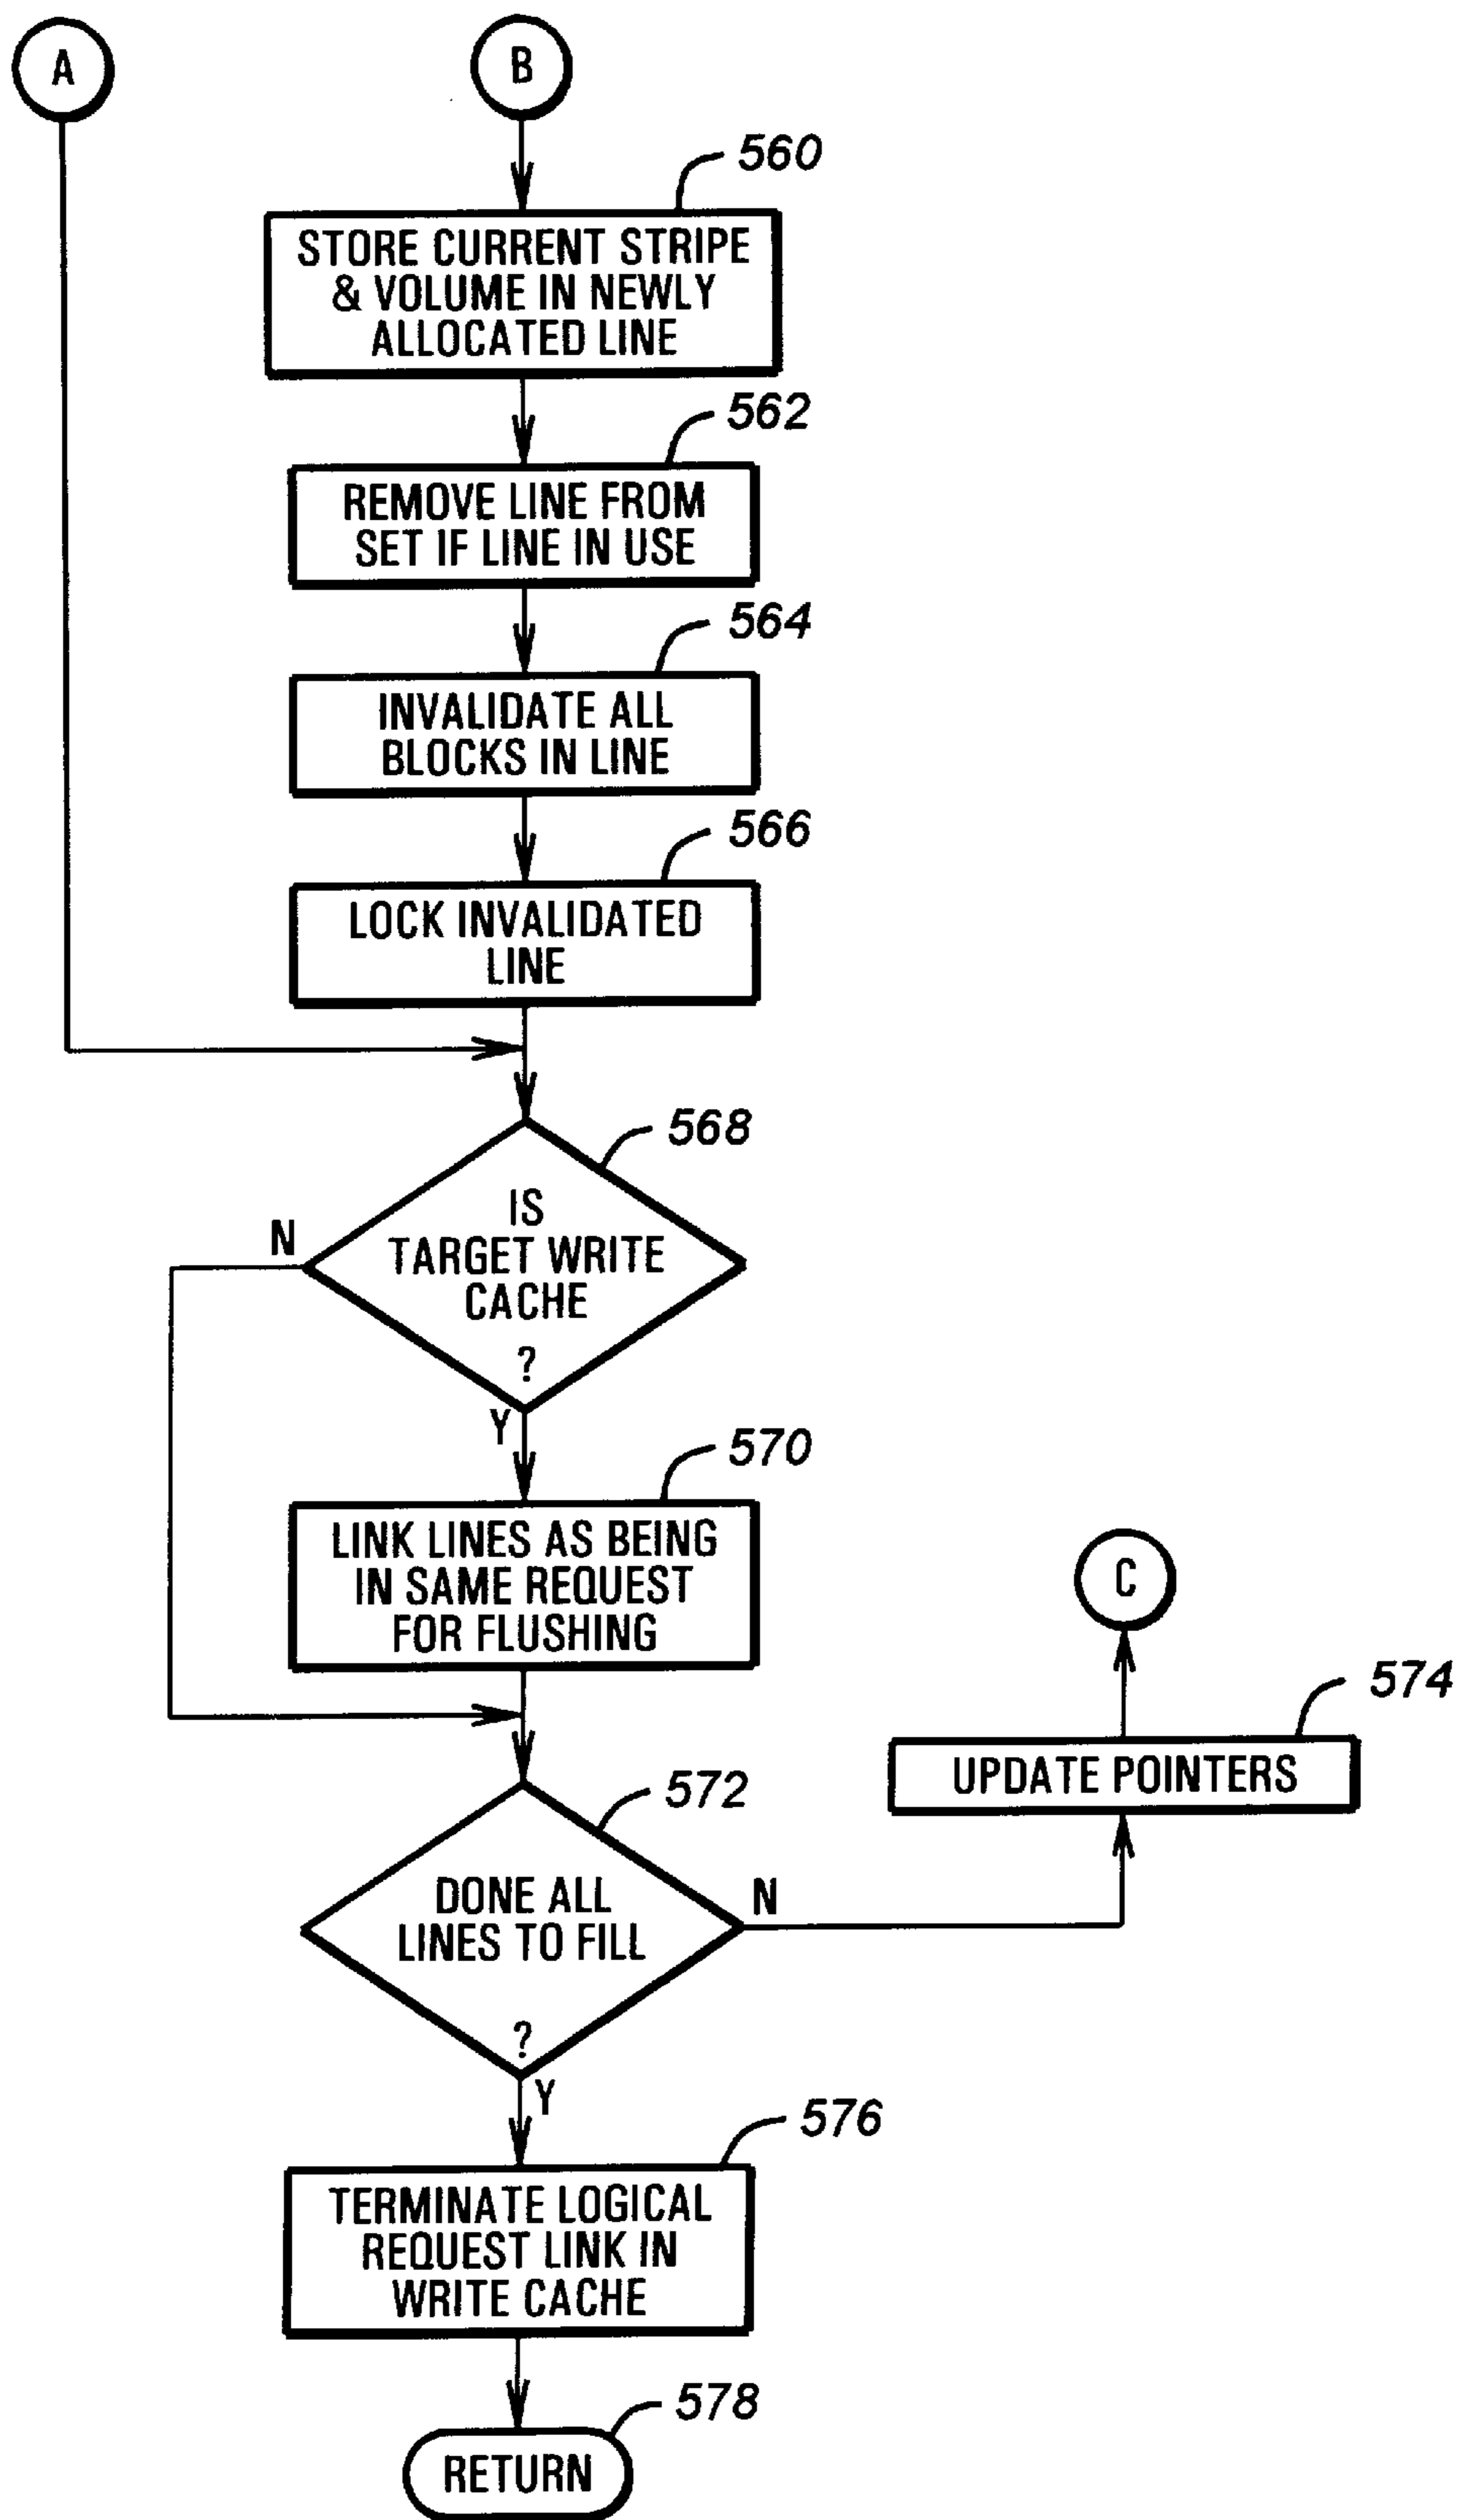 A
B
560
STORE CURRENT STRIPE
& VOLUME IN NEWLY
ALLOCATED LINE
562
REMOVE LINE FROM
SET IF LINE IN USE
564
INVALIDATE ALL
BLOCKS IN LINE
566
LOCK INVALIDATED
LINE
568
IS
TARGET WRITE
CACHE
?
N
Y
570
LINK LINES AS BEING
IN SAME REQUEST
FOR FLUSHING
C
574
UPDATE POINTERS
572
DONE ALL
LINES TO FILL
?
N
Y
576
TERMINATE LOGICAL
REQUEST LINK IN
WRITE CACHE
578
RETURN